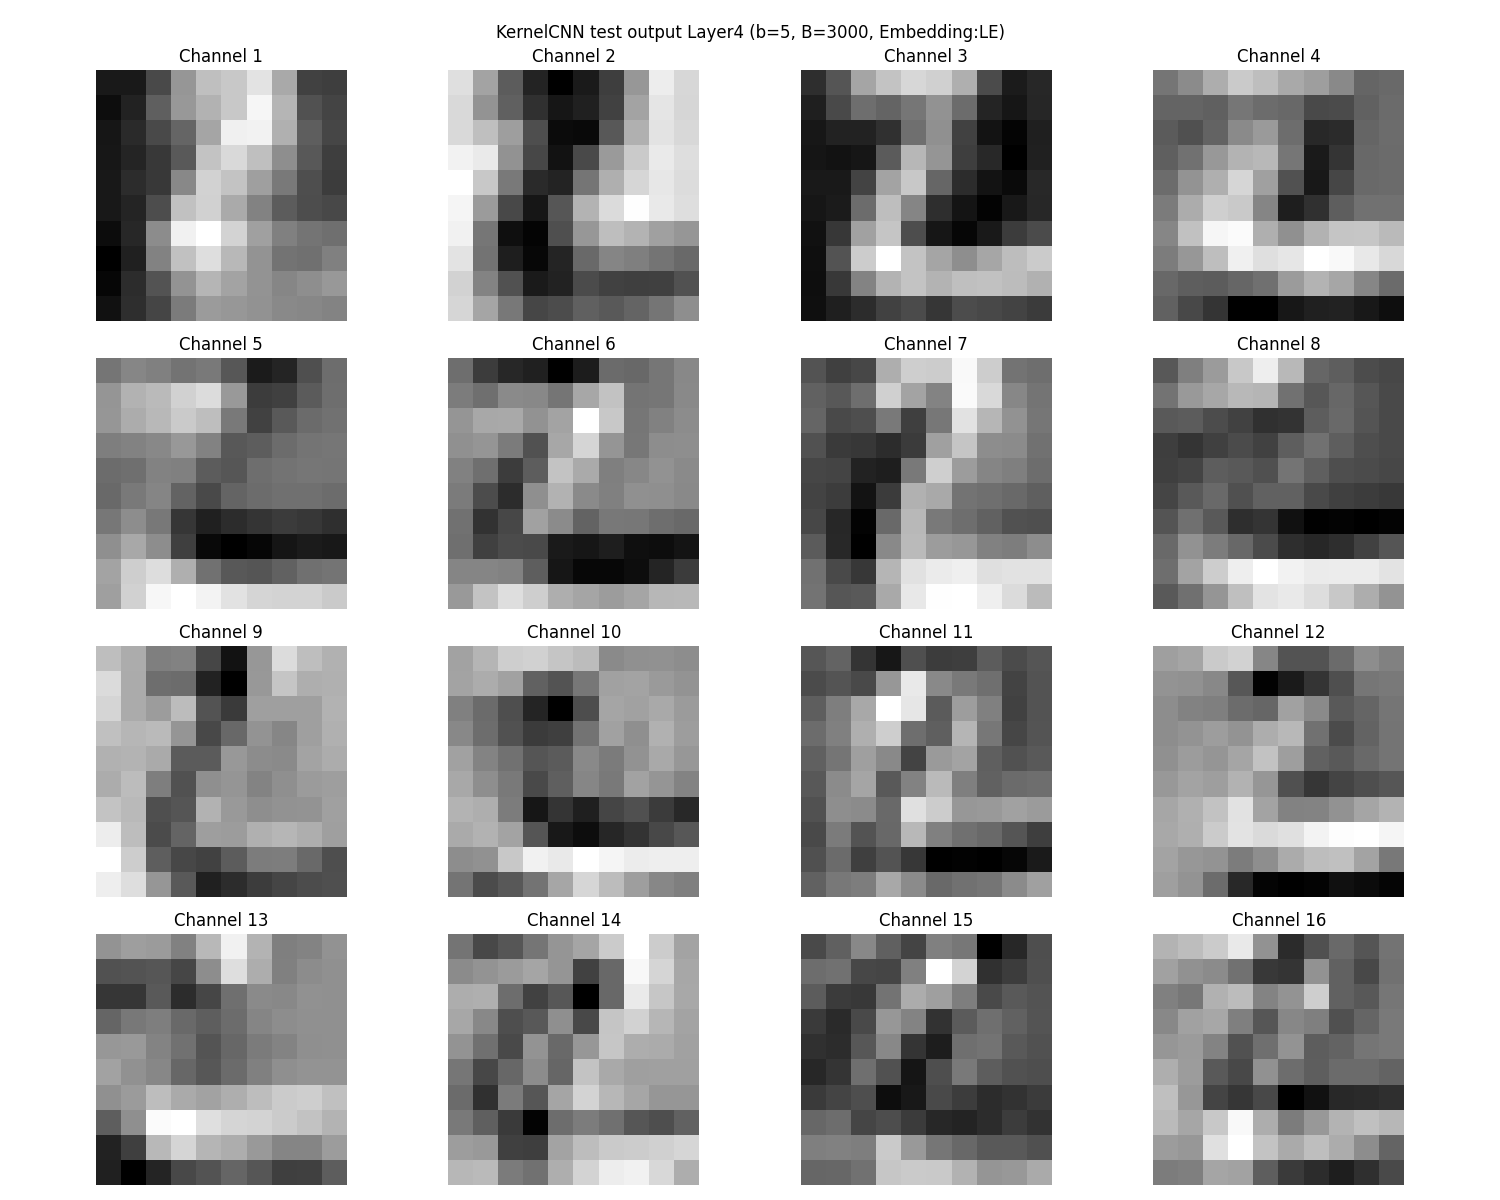 KernelCNN test output Layer4 (b=5, B=3000, Embedding:LE)
Channel 1
Channel 2
Channel 3
Channel 4
Channel 5
Channel 6
Channel 7
Channel 8
Channel 9
Channel 10
Channel 11
Channel 12
Channel 13
Channel 14
Channel 15
Channel 16